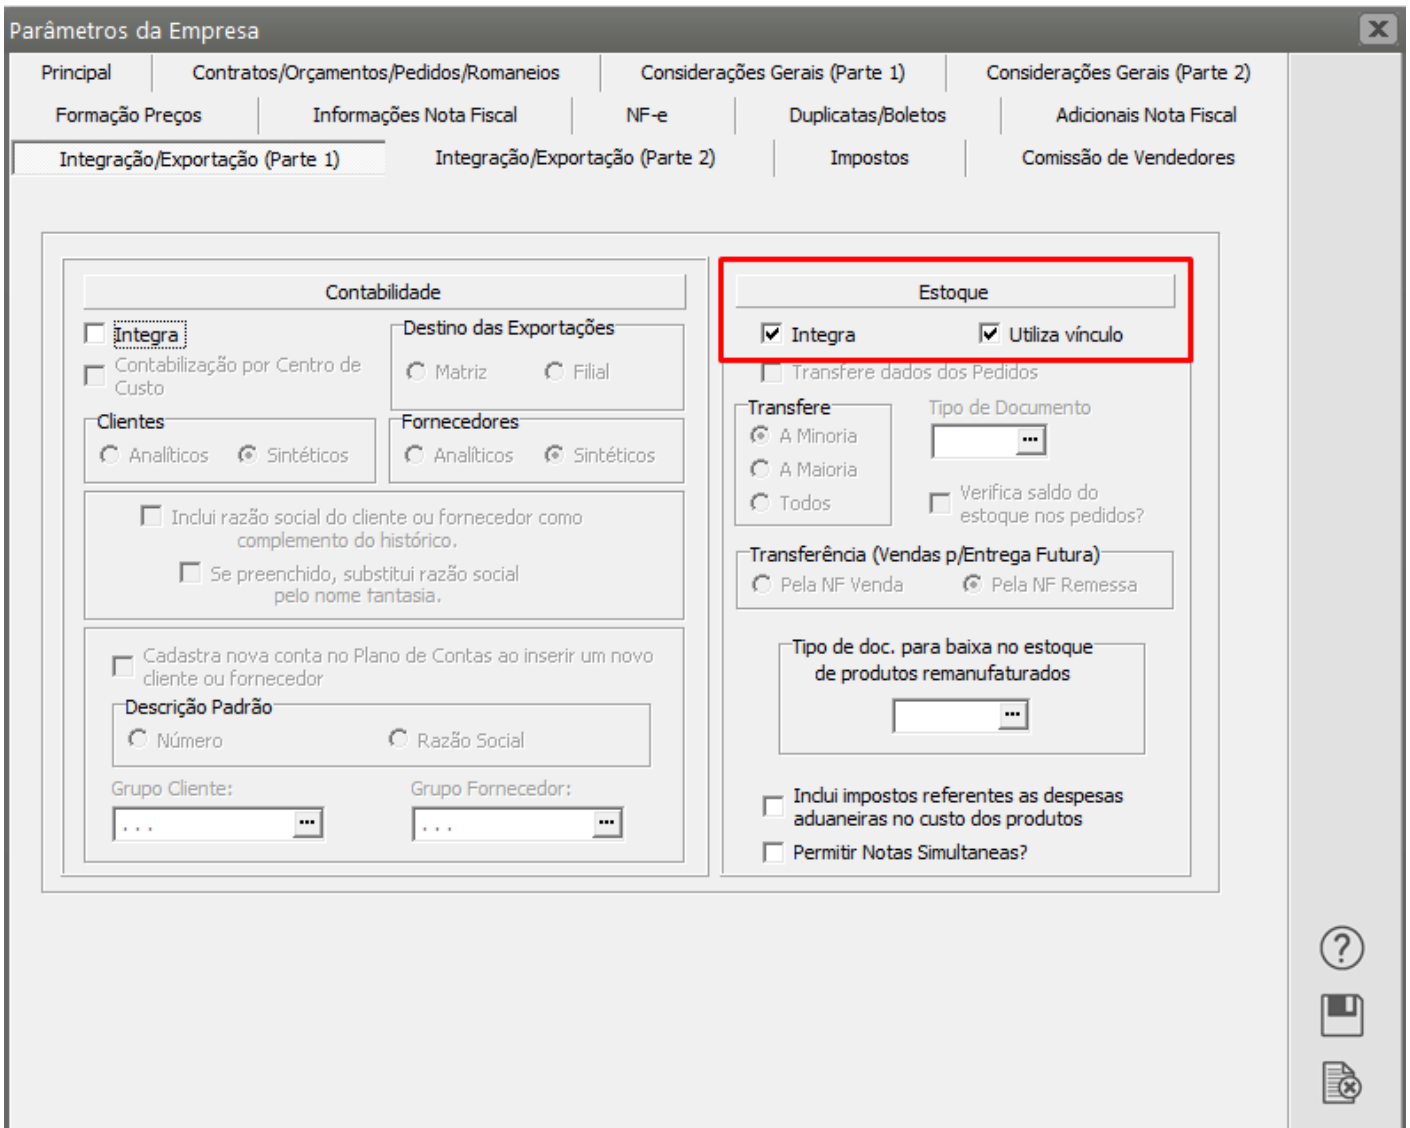 Parâmetros da Empresa
Principal
Contratos/Orçamentos/Pedidos/Romaneios
Considerações Gerais (Parte 1)
Considerações Gerais (Parte 2)
Formação Preços
Informações Nota Fiscal
NF-e
Duplicatas/Boletos
Adicionais Nota Fiscal
Integração/Exportação (Parte 1)
Integração/Exportação (Parte 2)
Impostos
Comissão de Vendedores
Contabilidade
Integra
Contabilização por Centro de
Custo
Destino das Exportações
Matriz
Filial
Clientes
Analíticos
Sintéticos
Fornecedores
Analíticos
Sintéticos
Inclui razão social do cliente ou fornecedor como
complemento do histórico.
Se preenchido, substitui razão social
pelo nome fantasia.
Cadastra nova conta no Plano de Contas ao inserir um novo
cliente ou fornecedor
Descrição Padrão
Número
Razão Social
Grupo Cliente:
Grupo Fornecedor:
. . .
...
. . .
...
Estoque
Integra
Utiliza vínculo
Transfere dados dos Pedidos
Transfere
A Minoria
A Maioria
Todos
Tipo de Documento
...
Verifica saldo do
estoque nos pedidos?
Transferência (Vendas p/Entrega Futura)
Pela NF Venda
Pela NF Remessa
Tipo de doc. para baixa no estoque
de produtos remanufaturados
...
Inclui impostos referentes as despesas
aduaneiras no custo dos produtos
Permitir Notas Simultaneas?